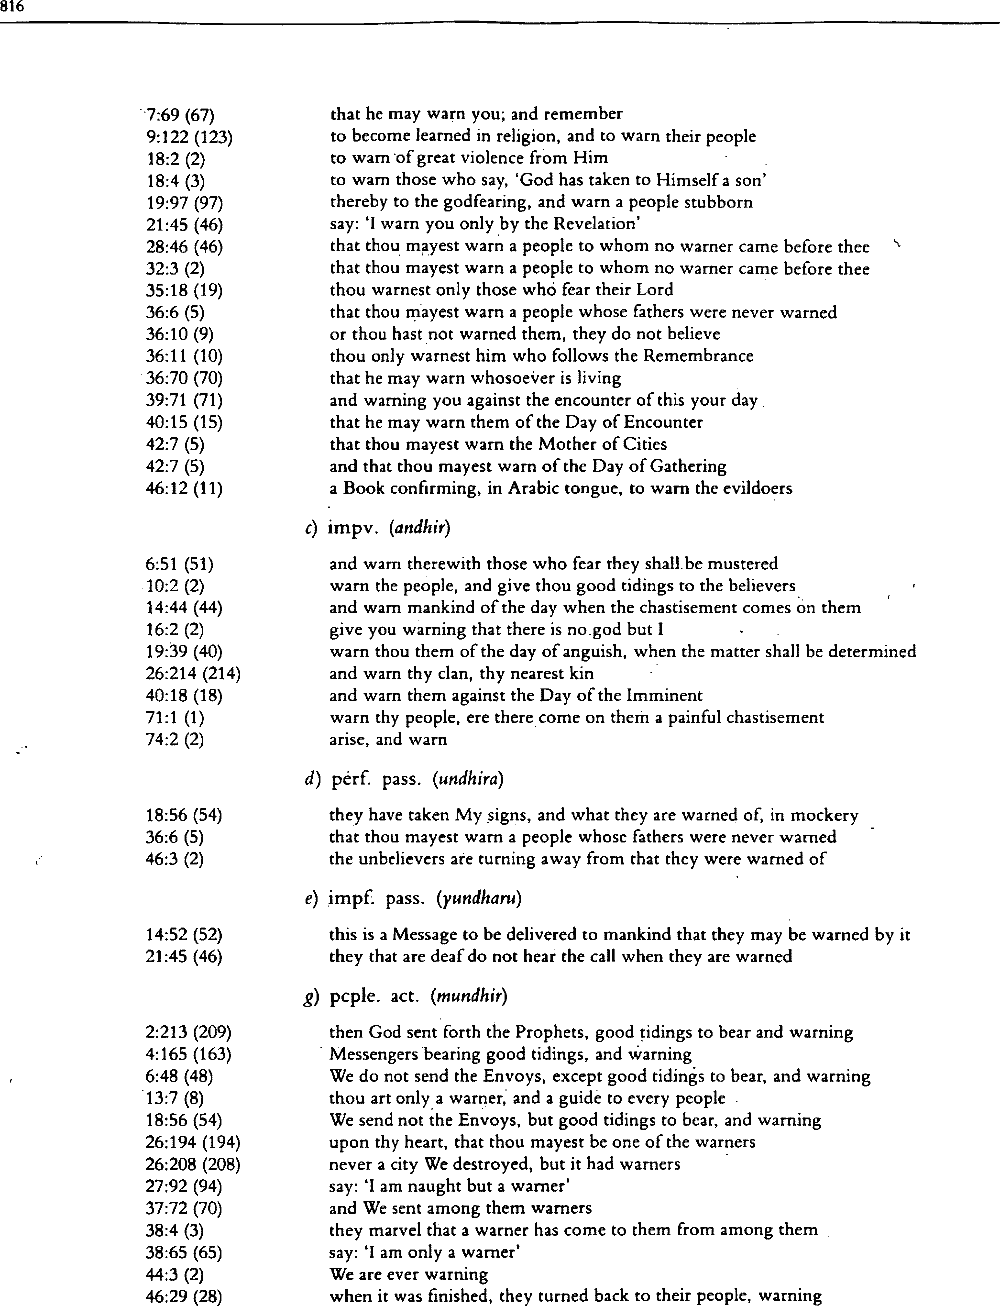 816
7:69 (67) that he may warn you; and remember
9:122 (123) to become learned in religion, and to warn their people
18:2 (2) to warn of great violence from Him
18:4 (3) to warn those who say, ‘God has taken to Himself a son’
19:97 (97) thereby to the godfearing, and warn a people stubborn
21:45 (46) say: ‘I warn you only by the Revelation’
28:46 (46) that thou mayest warn a people to whom no warner came before thee
32:3 (2) that thou mayest warn a people to whom no warner came before thee
35:18 (19) thou warnest only those who fear their Lord
36:6 (5) that thou mayest warn a people whose fathers were never warned
36:10 (9) or thou hast not warned them, they do not believe
36:11 (10) thou only warnest him who follows the Remembrance
36:70 (70) that he may warn whosoever is living
39:71 (71) and warning you against the encounter of this your day
40:15 (15) that he may warn them of the Day of Encounter
42:7 (5) that thou mayest warn the Mother of Cities
42:7 (5) and that thou mayest warn of the Day of Gathering
46:12 (11) a Book confirming, in Arabic tongue, to warn the evildoers
c) impv. (andhir)
6:51 (51) and warn therewith those who fear they shall be mustered
10:2 (2) warn the people, and give thou good tidings to the believers
14:44 (44) and warn mankind of the day when the chastisement comes on them
16:2 (2) give you warning that there is no god but I
19:39 (40) warn thou them of the day of anguish, when the matter shall be determined
26:214 (214) and warn thy clan, thy nearest kin
40:18 (18) and warn them against the Day of the Imminent
71:1 (1) warn thy people, ere there come on them a painful chastisement
74:2 (2) arise, and warn
d) perf. pass. (undhira)
18:56 (54) they have taken My signs, and what they are warned of, in mockery
36:6 (5) that thou mayest warn a people whose fathers were never warned
46:3 (2) the unbelievers are turning away from that they were warned of
e) impf. pass. (yundharu)
14:52 (52) this is a Message to be delivered to mankind that they may be warned by it
21:45 (46) they that are deaf do not hear the call when they are warned
g) pcple. act. (mundhir)
2:213 (209) then God sent forth the Prophets, good tidings to bear and warning
4:165 (163) Messengers bearing good tidings, and warning
6:48 (48) We do not send the Envoys, except good tidings to bear, and warning
13:7 (8) thou art only a warner, and a guide to every people
18:56 (54) We send not the Envoys, but good tidings to bear, and warning
26:194 (194) upon thy heart, that thou mayest be one of the warners
26:208 (208) never a city We destroyed, but it had warners
27:92 (94) say: ‘I am naught but a warner’
37:72 (70) and We sent among them warners
38:4 (3) they marvel that a warner has come to them from among them
38:65 (65) say: ‘I am only a warner’
44:3 (2) We are ever warning
46:29 (28) when it was finished, they turned back to their people, warning